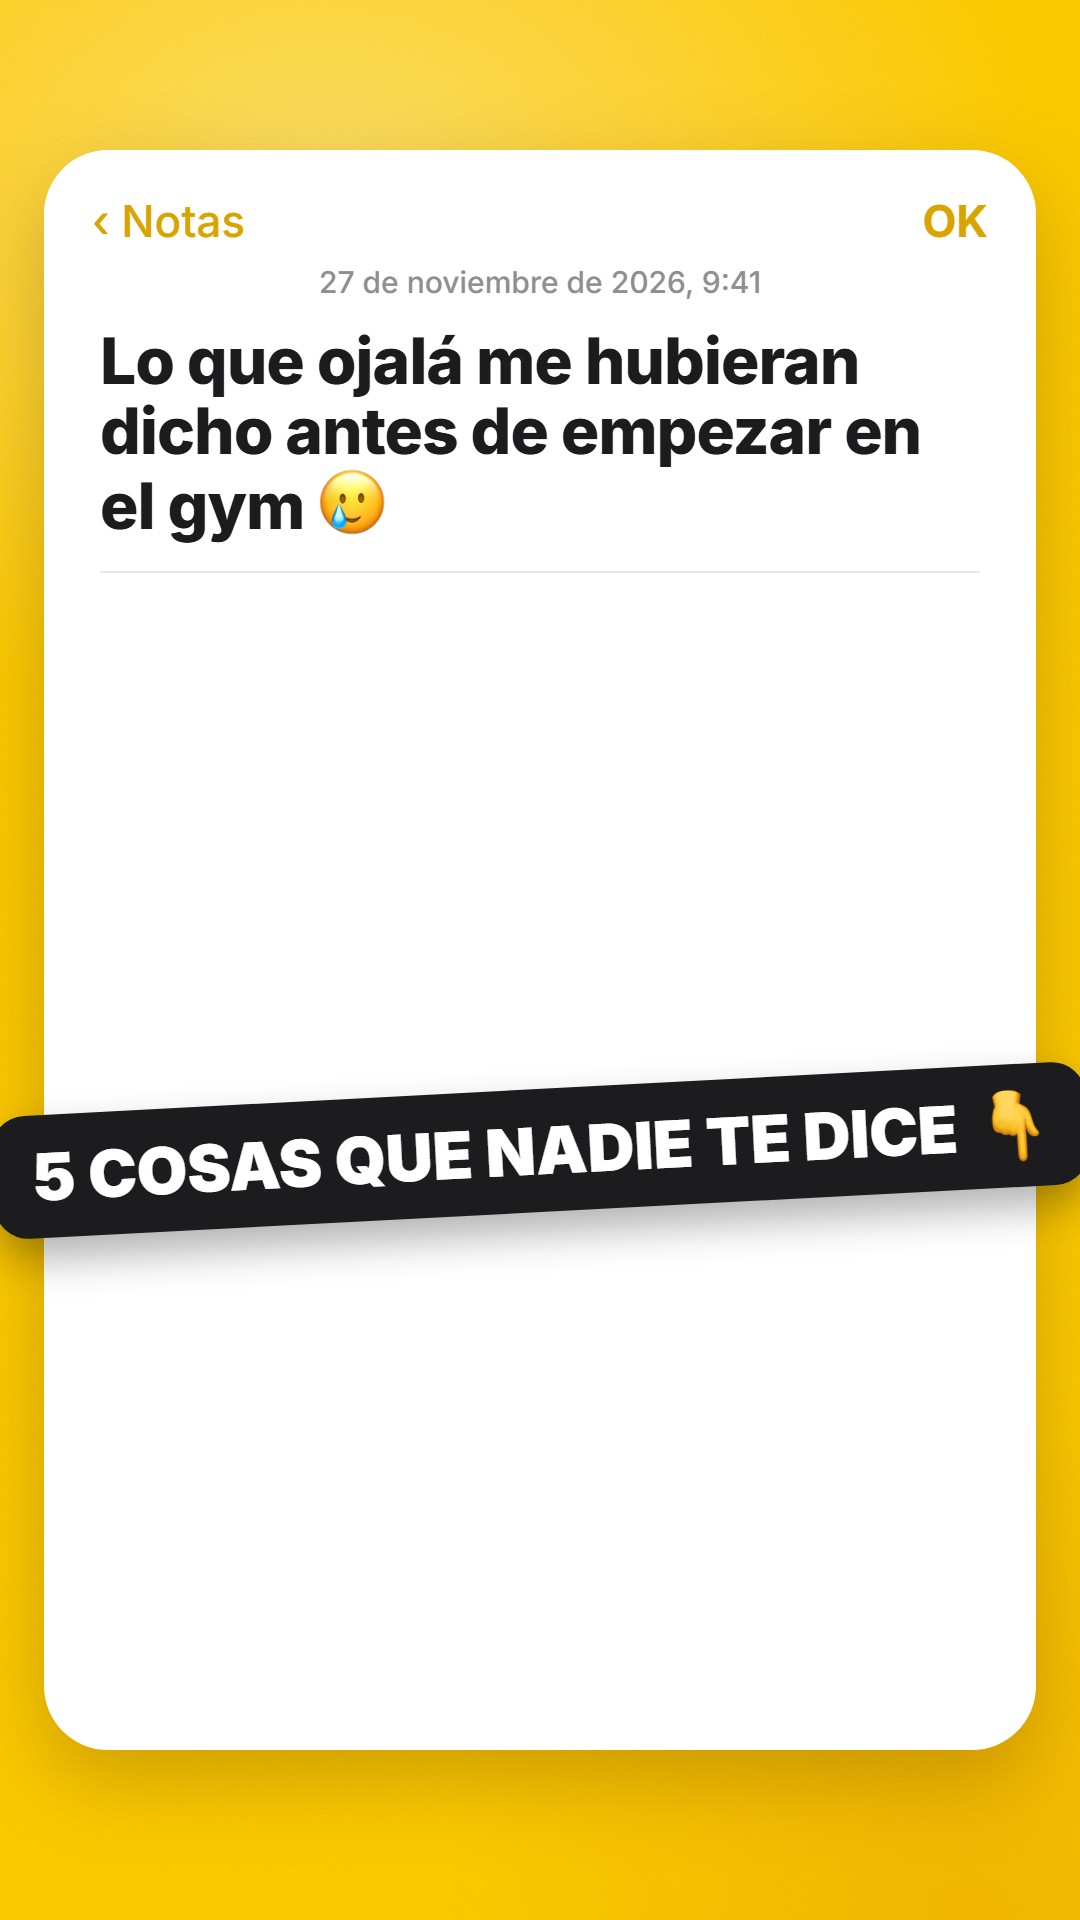 ‹ Notas
OK
27 de noviembre de 2026, 9:41
Lo que ojalá me hubieran
dicho antes de empezar en
el gym 🥲
5 COSAS QUE NADIE TE DICE 👇